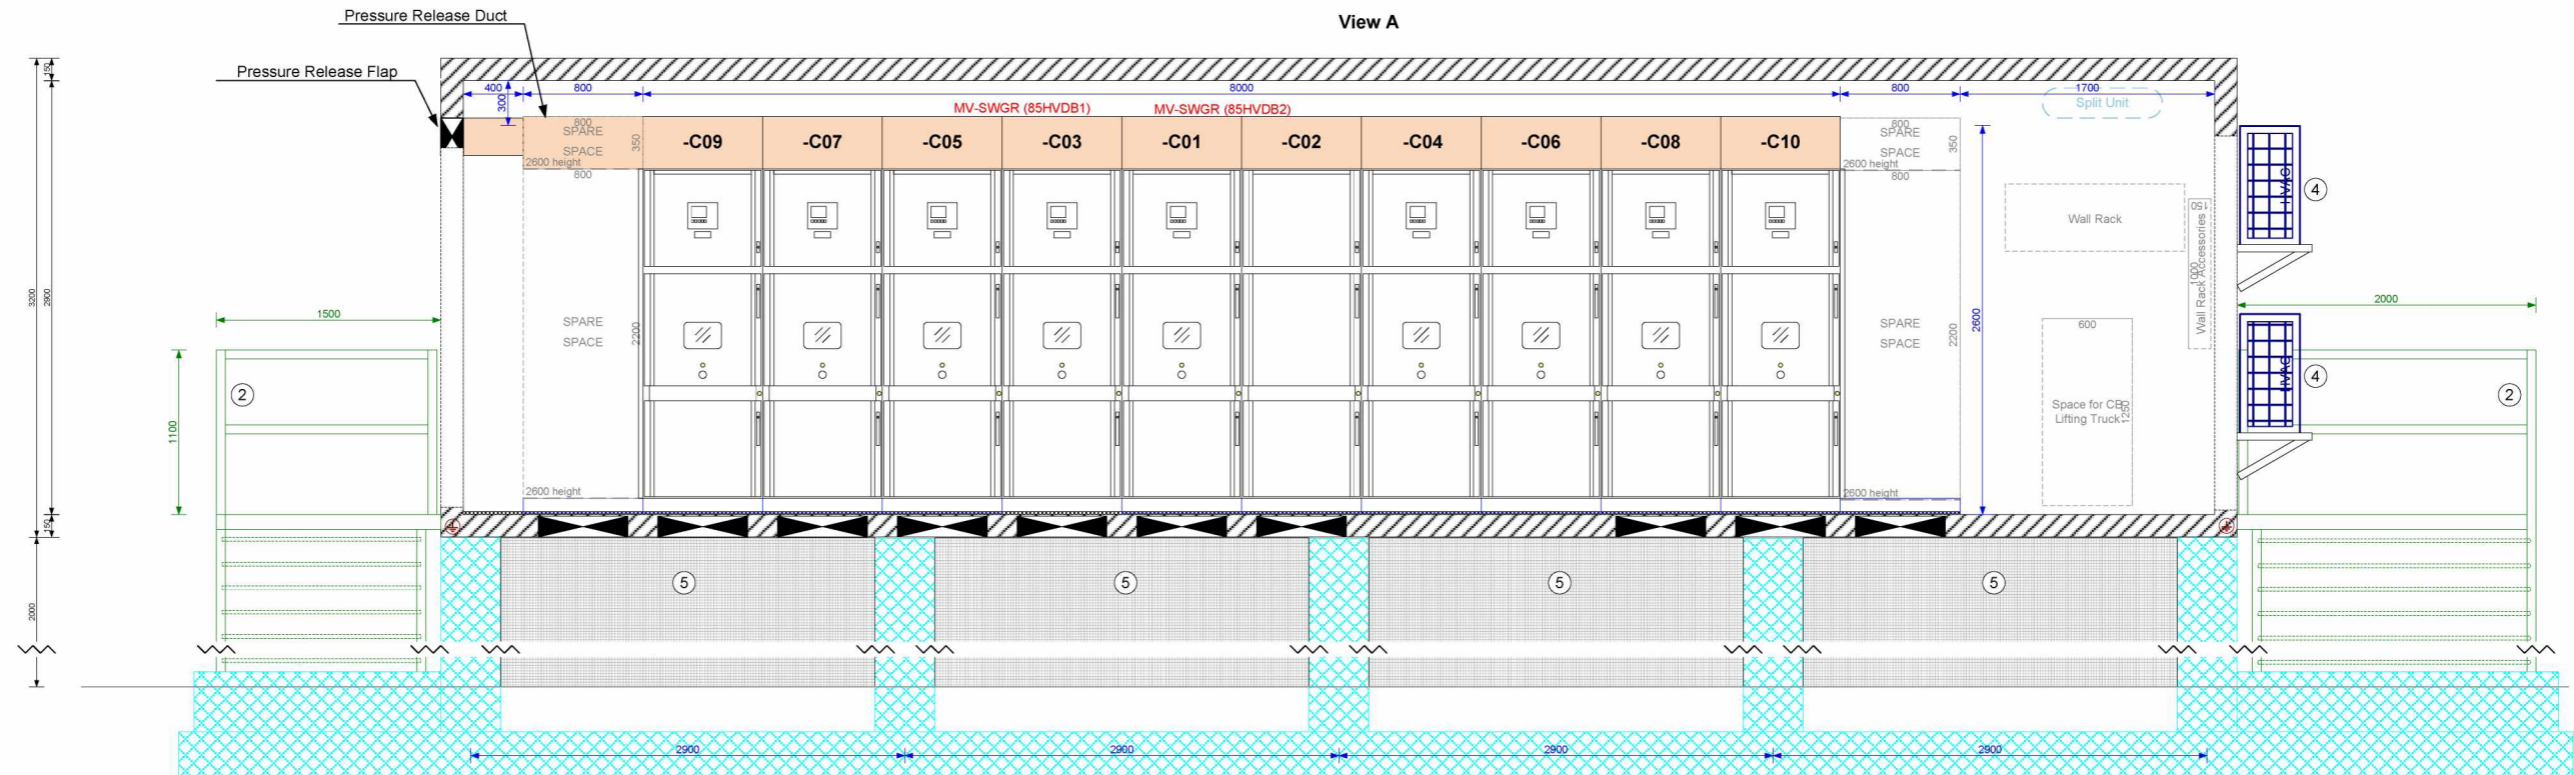 View A
Pressure Release Duct
Pressure Release Flap
150
3200
2900
150
2000
400
800
8000
800
1700
300
MV-SWGR (85HVDB1)
MV-SWGR (85HVDB2)
Split Unit
800
SPARE
SPACE
350
2600 height
800
-C09
-C07
-C05
-C03
-C01
-C02
-C04
-C06
-C08
-C10
800
SPARE
SPACE
350
2600 height
800
HVAC
4
Wall Rack
150
1000
Wall Rack Accessories
1500
2000
SPARE
SPACE
2200
SPARE
SPACE
2200
2600
600
1250
Space for CB
Lifting Truck
HVAC
4
2
2
1100
2600 height
2600 height
5
5
5
5
2900
2900
2900
2900